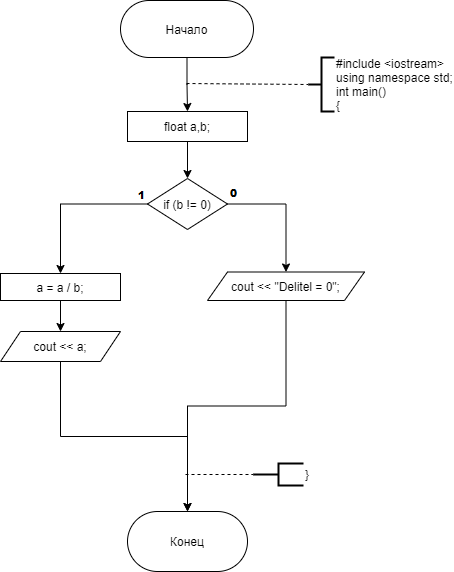 Начало
#include <iostream>
using namespace std;
int main()
{
float a,b;
1
if (b != 0)
0
a = a / b;
cout << "Delitel = 0";
cout << a;
}
Конец